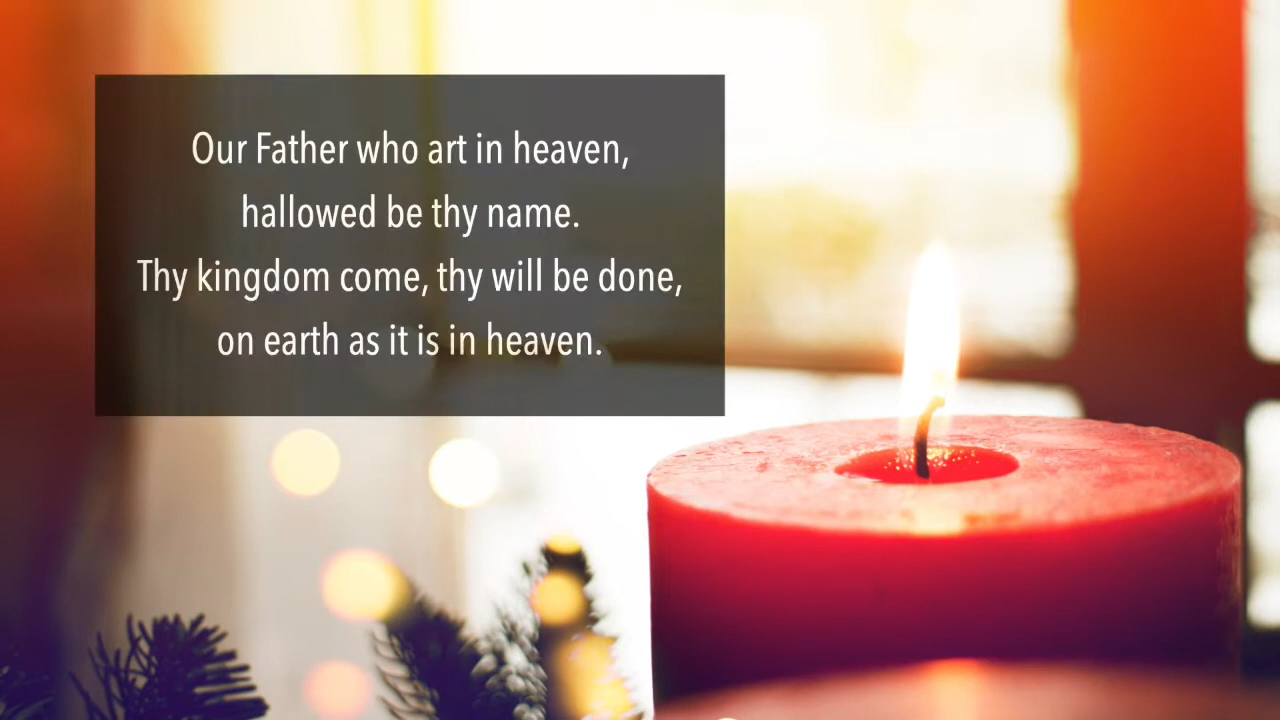 Our Father who art in heaven,
hallowed be thy name.
Thy kingdom come, thy will be done,
on earth as it is in heaven.